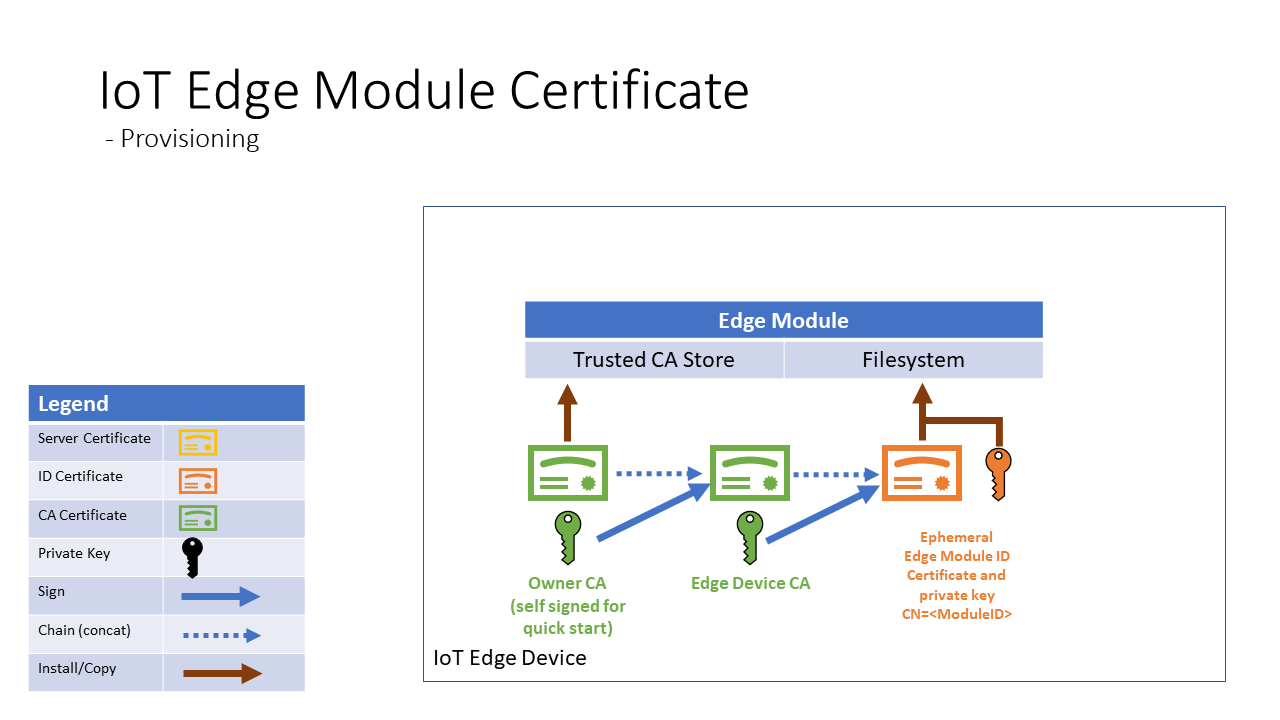 IoT Edge Module Certificate
- Provisioning
Edge Module
Trusted CA Store
Filesystem
Legend
Server Certificate
ID Certificate
CA Certificate
Private Key
Sign
Chain (concat)
Install/Copy
Owner CA
(self signed for
quick start)
Edge Device CA
Ephemeral
Edge Module ID
Certificate and
private key
CN=<ModuleID>
IoT Edge Device